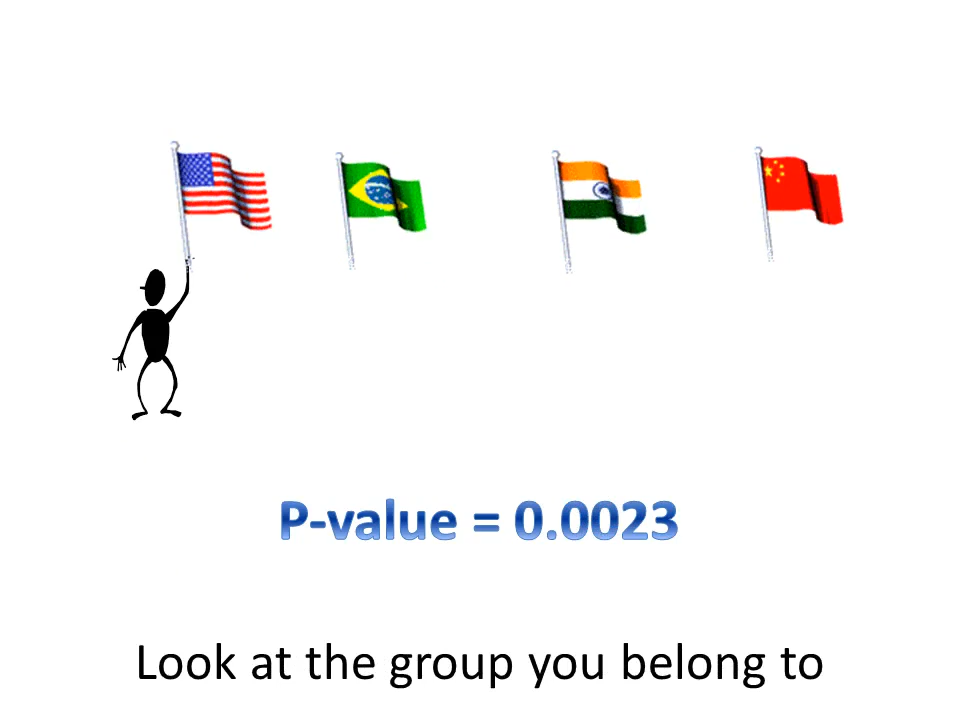 P-value = 0.0023
Look at the group you belong to